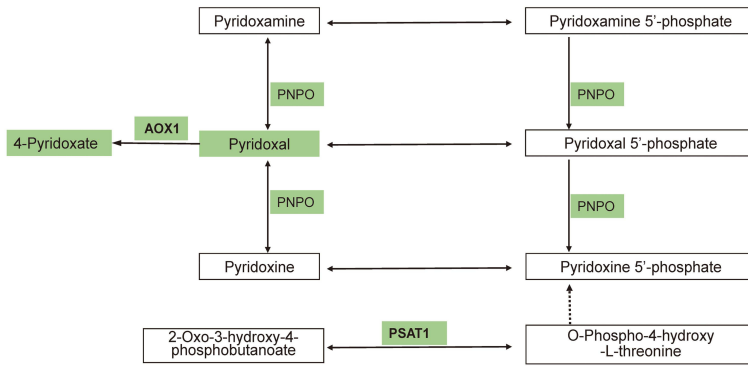 Pyridoxamine
Pyridoxamine 5'-phosphate
PNPO
PNPO
AOX1
4-Pyridoxate
Pyridoxal
Pyridoxal 5'-phosphate
PNPO
PNPO
Pyridoxine
Pyridoxine 5'-phosphate
2-Oxo-3-hydroxy-4-
phosphobutanoate
PSAT1
O-Phospho-4-hydroxy
-L-threonine